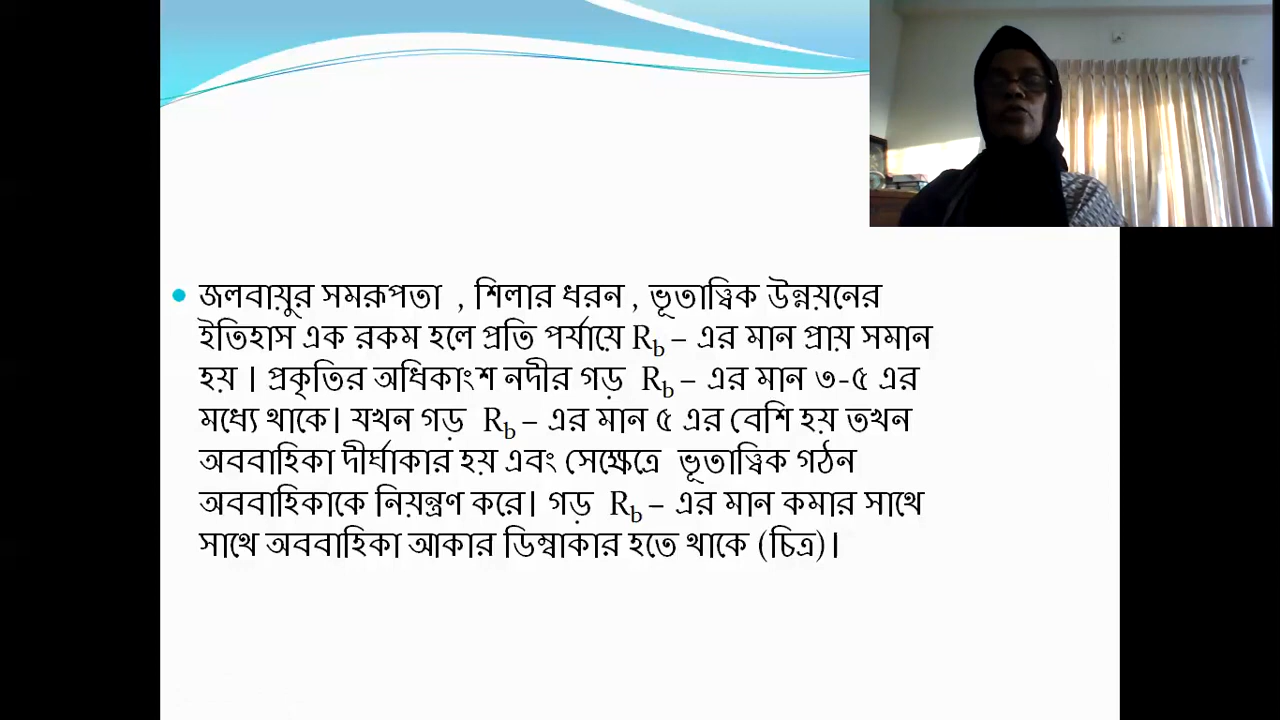 জলবায়ুর সমরূপতা , শিলার ধরন , ভূতাত্ত্বিক উন্নয়নের
ইতিহাস এক রকম হলে প্রতি পর্যায়ে Rb – এর মান প্রায় সমান
হয় । প্রকৃতির অধিকাংশ নদীর গড় Rb – এর মান ৩-৫ এর
মধ্যে থাকে। যখন গড় Rb – এর মান ৫ এর বেশি হয় তখন
অববাহিকা দীর্ঘাকার হয় এবং সেক্ষেত্রে ভূতাত্ত্বিক গঠন
অববাহিকাকে নিয়ন্ত্রণ করে। গড় Rb – এর মান কমার সাথে
সাথে অববাহিকা আকার ডিম্বাকার হতে থাকে (চিত্র)।